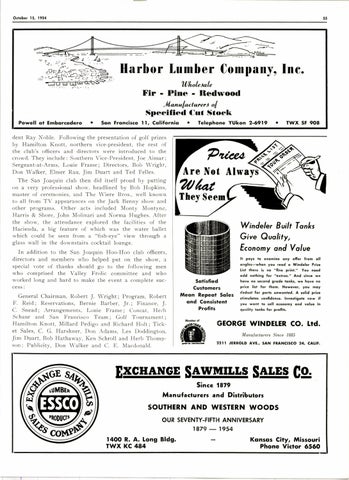 October 15, 1954
55
Harbor Lumber Company, Inc.
Wholesale
Fir - Pine - Redwood
Manufacturers of
Specified Cut Stock
Powell at Embarcadero • San Francisco 11, California • Telephone YUkon 2-6919 • TWX SF 908
dent Ray Noble. Following the presentation of golf prizes
by Hamilton Knott, northern vice-president, the rest of
the club's officers and directors were introduced to the
crowd. They include: Southern Vice-President, Joe Aimar;
Sergeant-at-Arms, Louie Frane; Directors, Bob Wright,
Don Walker, Elmer Rau, Jim Duart and Ted Felles.
The San Joaquin club then did itself proud by putting
on a very professional show, headlined by Bob Hopkins,
master of ceremonies, and The Wiere Bros., well known
to all from TV appearances on the Jack Benny show and
other programs. Other acts included Monty Montyne,
Harris & Shore, John Molinari and Norma Hughes. After
the show, the attendance explored the facilities of the
Hacienda, a big feature of which was the water ballet
which could be seen from a "fish-eye" view through a
glass wall in the downstairs cocktail lounge.
In addition to the San Joaquin Hoo-Hoo club officers,
directors and members who helped put on the show, a
special vote of thanks should go to the following men
who comprised the Valley Frolic committee and who
worked long and hard to make the event a complete success:
General Chairman, Robert J. Wright; Program, Robert
F. Reid; Reservations, Bernie Barber, Jr.; Finance, J.
C. Snead; Arrangements, Louie Frane; Contest, Herb
Schaur and San Francisco Team; Golf Tournament;
Hamilton Knott, Millard Pedigo and Richard Hult; Ticket
Sales, C. G. Harshner, Don Adams, Les Doddington,
Jim Duart, Bob Hathaway, Ken Schroll and Herb Thompson;
Publicity, Don Walker and C. E. Macdonald.
Prices
Are Not Always
What
They Seem
Satisfied
Customers
Mean Repeat Sales
and Consistent
Profits
Windeler Built Tanks
Give Quality,
Economy and Value
It pays to examine any offer from all
angles—when you need a Windeler Price
List there is no "fine print." You need
add nothing for "extras." And since we
have no second grade tanks, we have no
price list for them. However, you may
deduct for parts unwanted. A solid price
stimulates confidence. Investigate now if
you want to sell economy and value in
quality tanks for profits.
GEORGE WINDELER CO. Ltd.
Manufacturers Since 1885
2211 JERROLD AVE., SAN FRANCISCO 24, CALIF.
EXCHANGE SAWMILLS
LUMBER
ESSCO
PRODUCTS
SALES COMPANY
EXCHANGE SAWMILLS SALES CO.
Since 1879
Manufacturers and Distributors
SOUTHERN AND WESTERN WOODS
OUR SEVENTY-FIFTH ANNIVERSARY
1879 — 1954
1400 R. A. Long Bldg. — Kansas City, Missouri
TWX KC 484 Phone Victor 6560